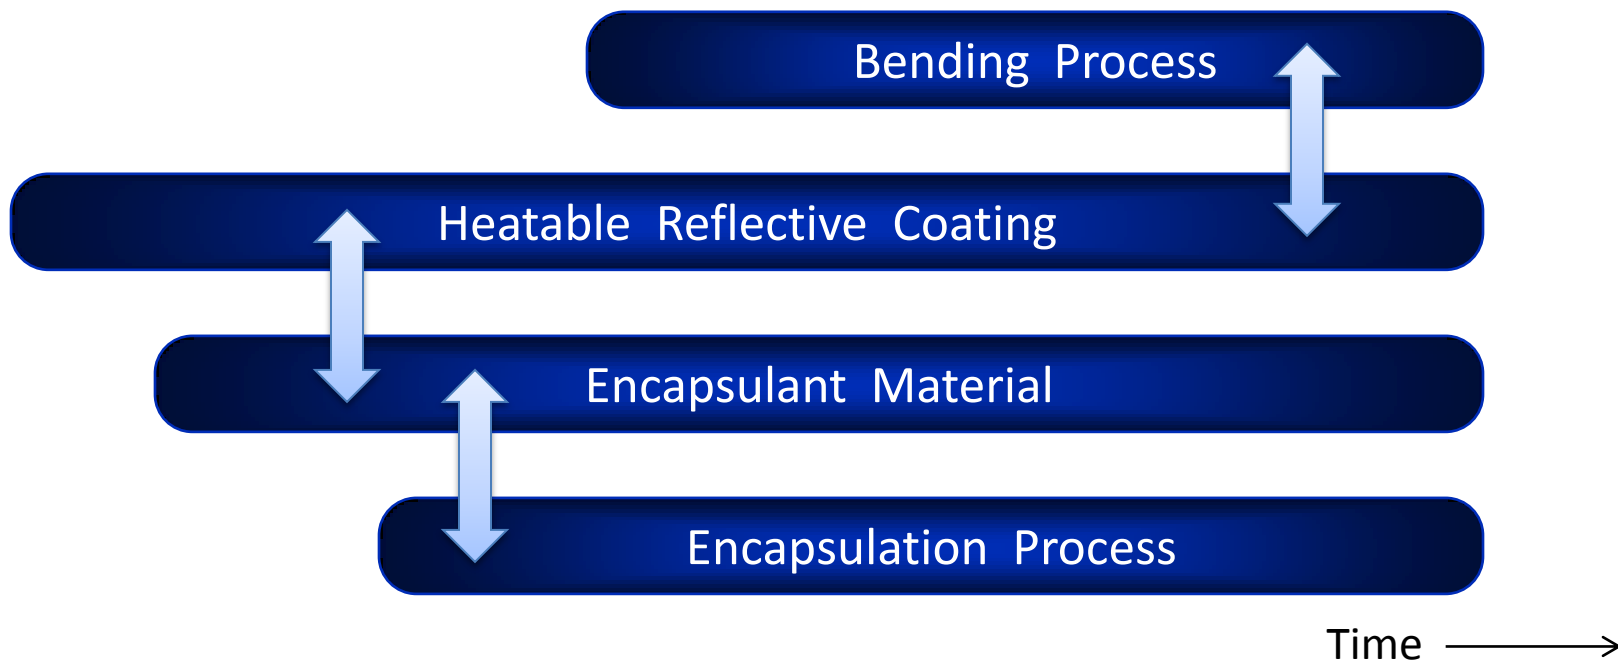 Bending Process
Heatable Reflective Coating
Encapsulant Material
Encapsulation Process
Time